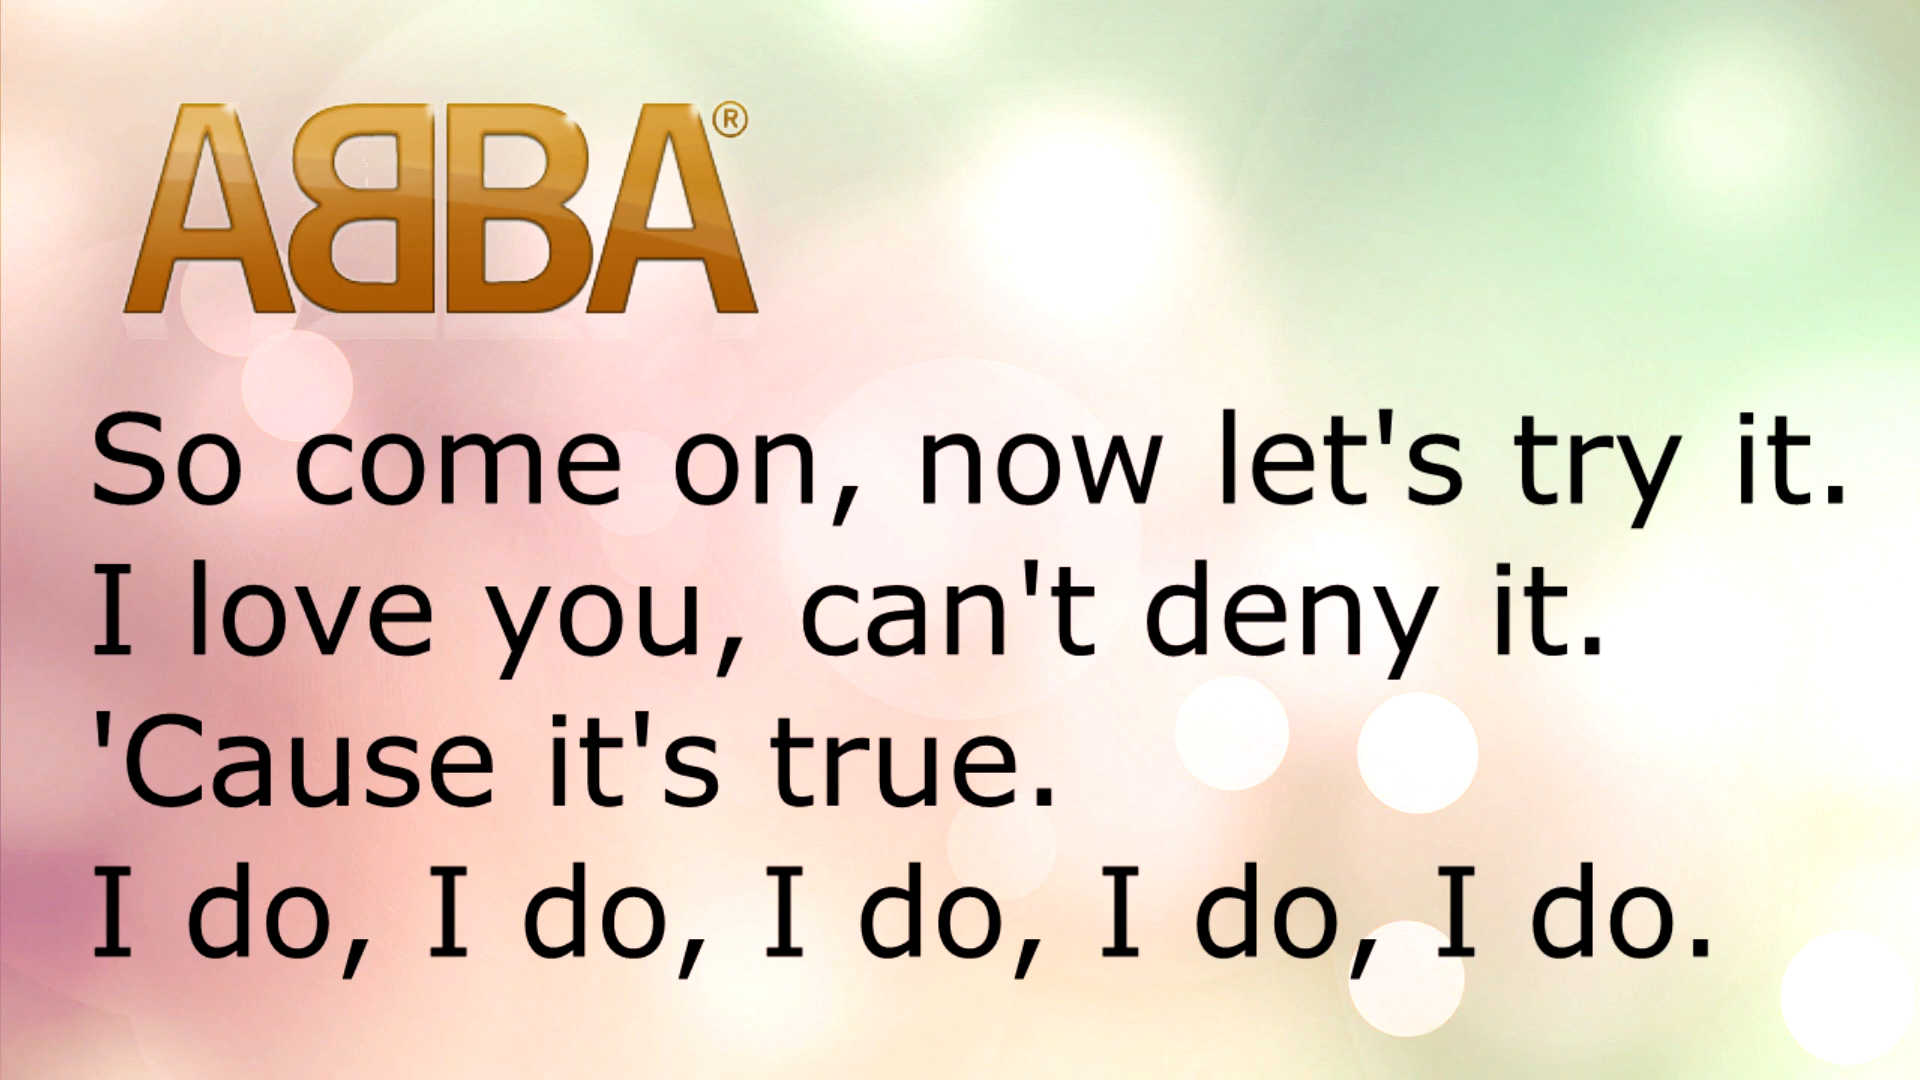 ABBA®
So come on, now let's try it.
I love you, can't deny it.
'Cause it's true.
I do, I do, I do, I do, I do.